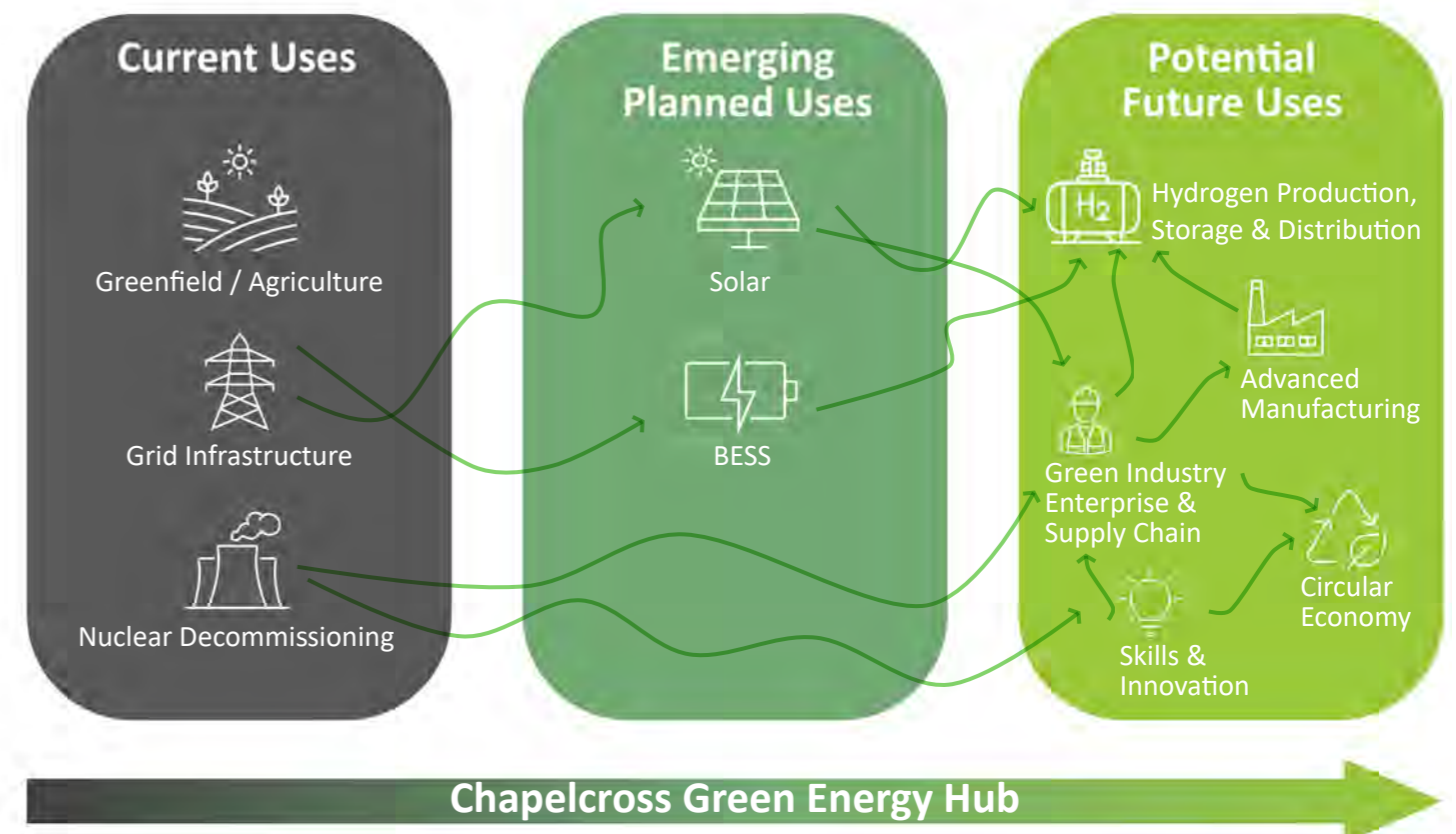 Current Uses
Greenfield / Agriculture
Grid Infrastructure
Nuclear Decommissioning
Emerging
Planned Uses
Solar
BESS
Potential
Future Uses
H2
Hydrogen Production,
Storage & Distribution
Advanced
Manufacturing
Green Industry
Enterprise &
Supply Chain
Circular
Economy
Skills &
Innovation
Chapelcross Green Energy Hub